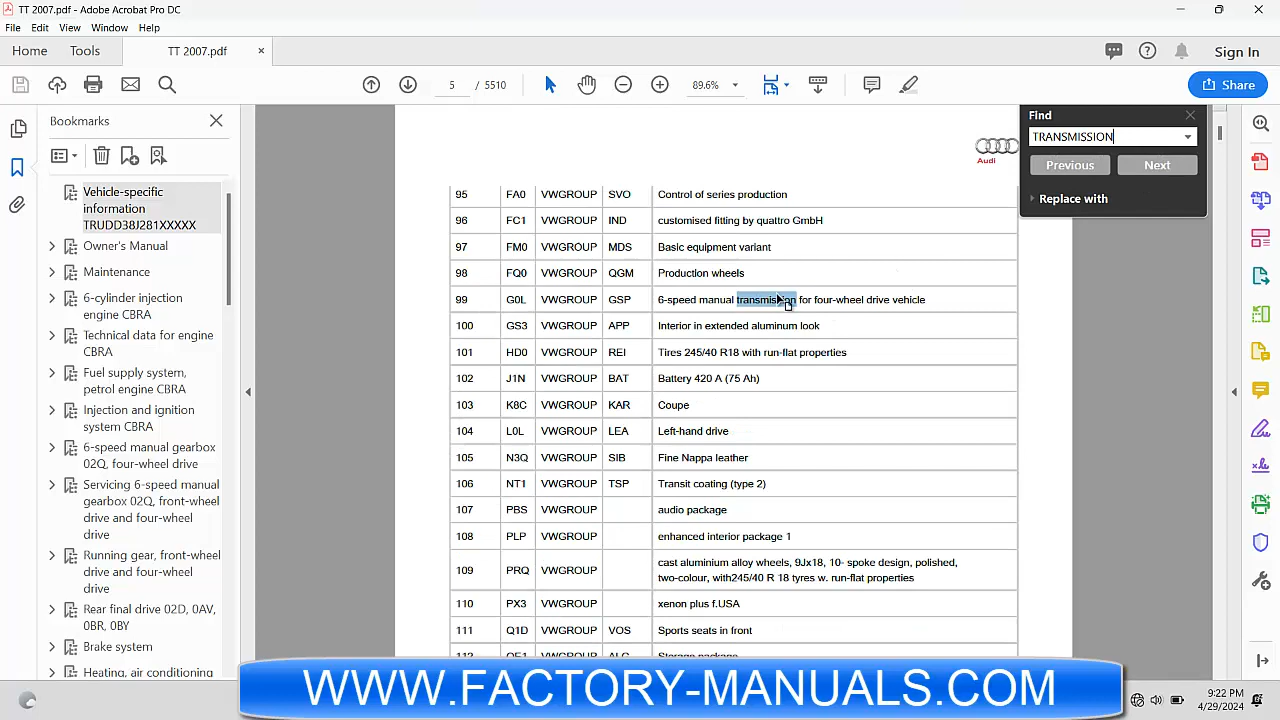 TT 2007.pdf - Adobe Acrobat Pro DC
File Edit View Window Help
Home Tools TT 2007.pdf × Sign In
5 / 5510 89.6% Share
Bookmarks
Vehicle-specific
information
TRUDD38J281XXXXX
Owner's Manual
Maintenance
6-cylinder injection
engine CBRA
Technical data for engine
CBRA
Fuel supply system,
petrol engine CBRA
Injection and ignition
system CBRA
6-speed manual gearbox
02Q, four-wheel drive
Servicing 6-speed manual
gearbox 02Q, front-wheel
drive and four-wheel
drive
Running gear, front-wheel
drive and four-wheel
drive
Rear final drive 02D, 0AV,
0BR, 0BY
Brake system
Heating, air conditioning
Audi
95 FA0 VWGROUP SVO Control of series production
96 FC1 VWGROUP IND customised fitting by quattro GmbH
97 FM0 VWGROUP MDS Basic equipment variant
98 FQ0 VWGROUP QGM Production wheels
99 G0L VWGROUP GSP 6-speed manual transmission for four-wheel drive vehicle
100 GS3 VWGROUP APP Interior in extended aluminum look
101 HD0 VWGROUP REI Tires 245/40 R18 with run-flat properties
102 J1N VWGROUP BAT Battery 420 A (75 Ah)
103 K8C VWGROUP KAR Coupe
104 L0L VWGROUP LEA Left-hand drive
105 N3Q VWGROUP SIB Fine Nappa leather
106 NT1 VWGROUP TSP Transit coating (type 2)
107 PBS VWGROUP audio package
108 PLP VWGROUP enhanced interior package 1
109 PRQ VWGROUP cast aluminium alloy wheels, 9Jx18, 10- spoke design, polished,
two-colour, with245/40 R 18 tyres w. run-flat properties
110 PX3 VWGROUP xenon plus f.USA
111 Q1D VWGROUP VOS Sports seats in front
112 QE1 VWGROUP ALG Storage package
Find
TRANSMISSION
Previous Next
Replace with
WWW.FACTORY-MANUALS.COM
9:22 PM
4/29/2024